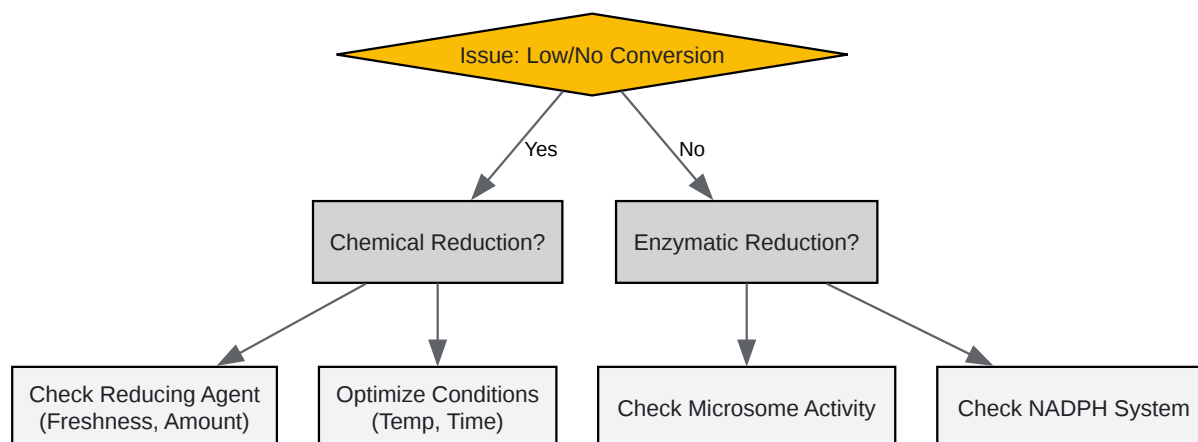 Issue: Low/No Conversion
Yes
No
Chemical Reduction?
Enzymatic Reduction?
Check Reducing Agent
(Freshness, Amount)
Optimize Conditions
(Temp, Time)
Check Microsome Activity
Check NADPH System